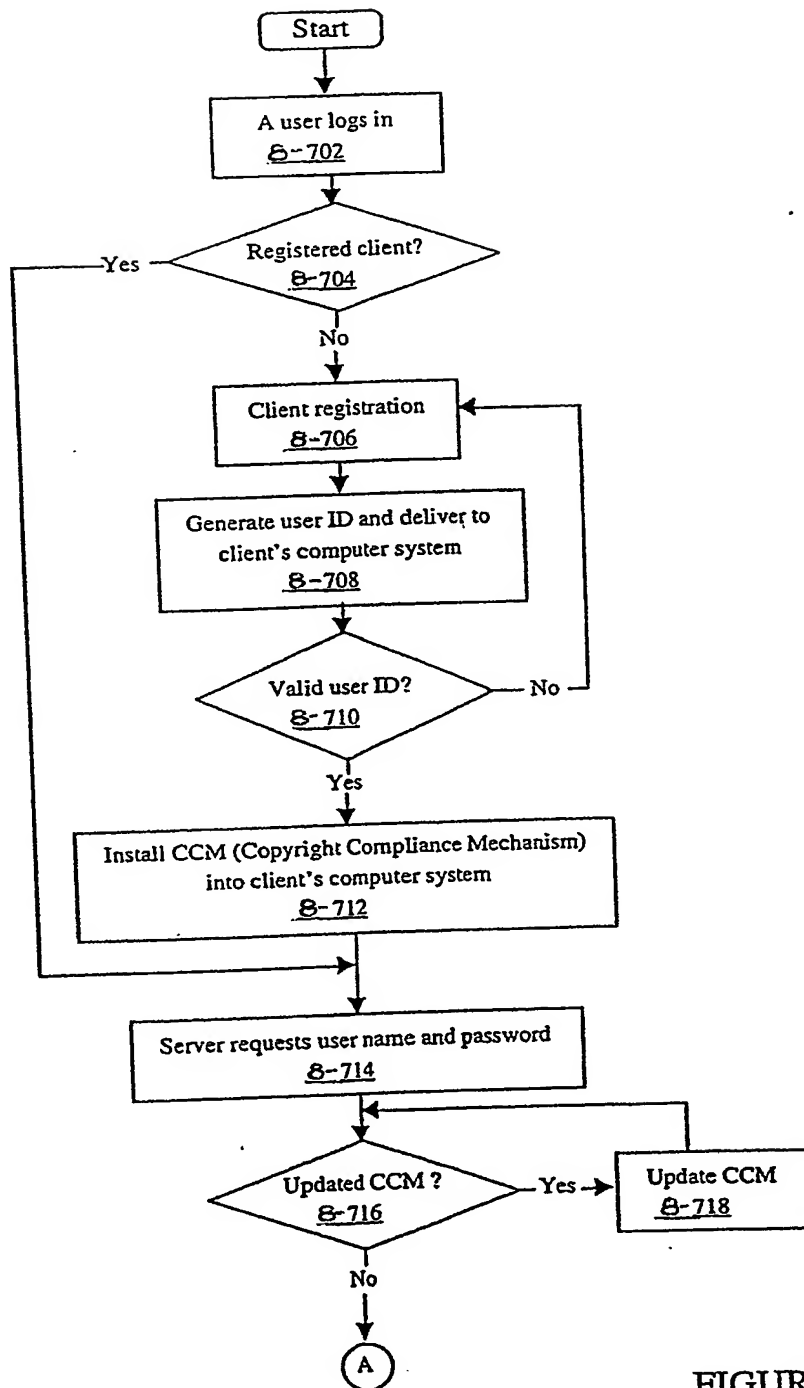 Start
A user logs in
8-702
Registered client?
8-704
Yes
No
Client registration
8-706
Generate user ID and deliver to
client's computer system
8-708
Valid user ID?
8-710
No
Yes
Install CCM (Copyright Compliance Mechanism)
into client's computer system
8-712
Server requests user name and password
8-714
Updated CCM ?
8-716
Yes
Update CCM
8-718
No
A
FIGUR